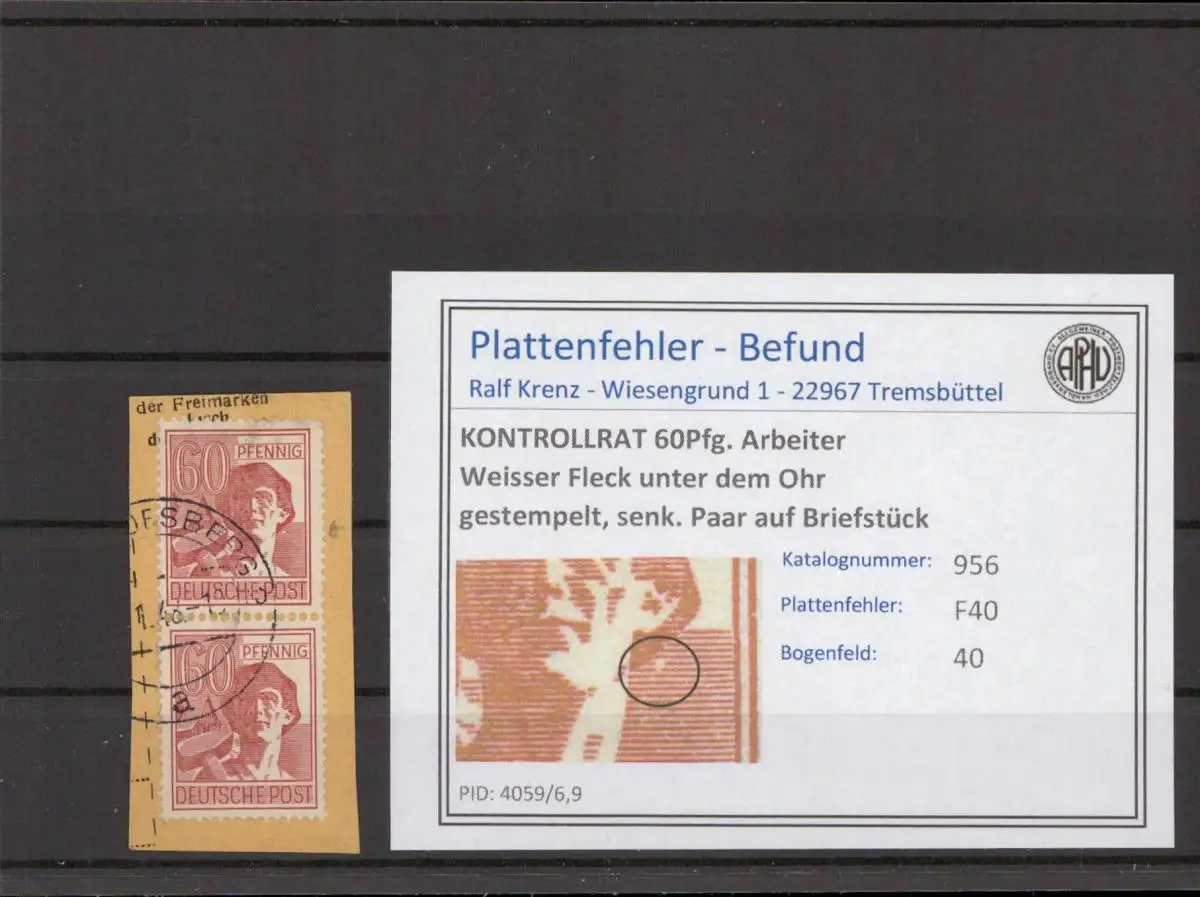 der Freimarken
60 PFENNIG
DEUTSCHE POST
60 PFENNIG
DEUTSCHE POST
a
Plattenfehler - Befund
Ralf Krenz - Wiesengrund 1 - 22967 Tremsbüttel
APHV
KONTROLLRAT 60Pfg. Arbeiter
Weisser Fleck unter dem Ohr
gestempelt, senk. Paar auf Briefstück
Katalognummer: 956
Plattenfehler: F40
Bogenfeld: 40
PID: 4059/6,9